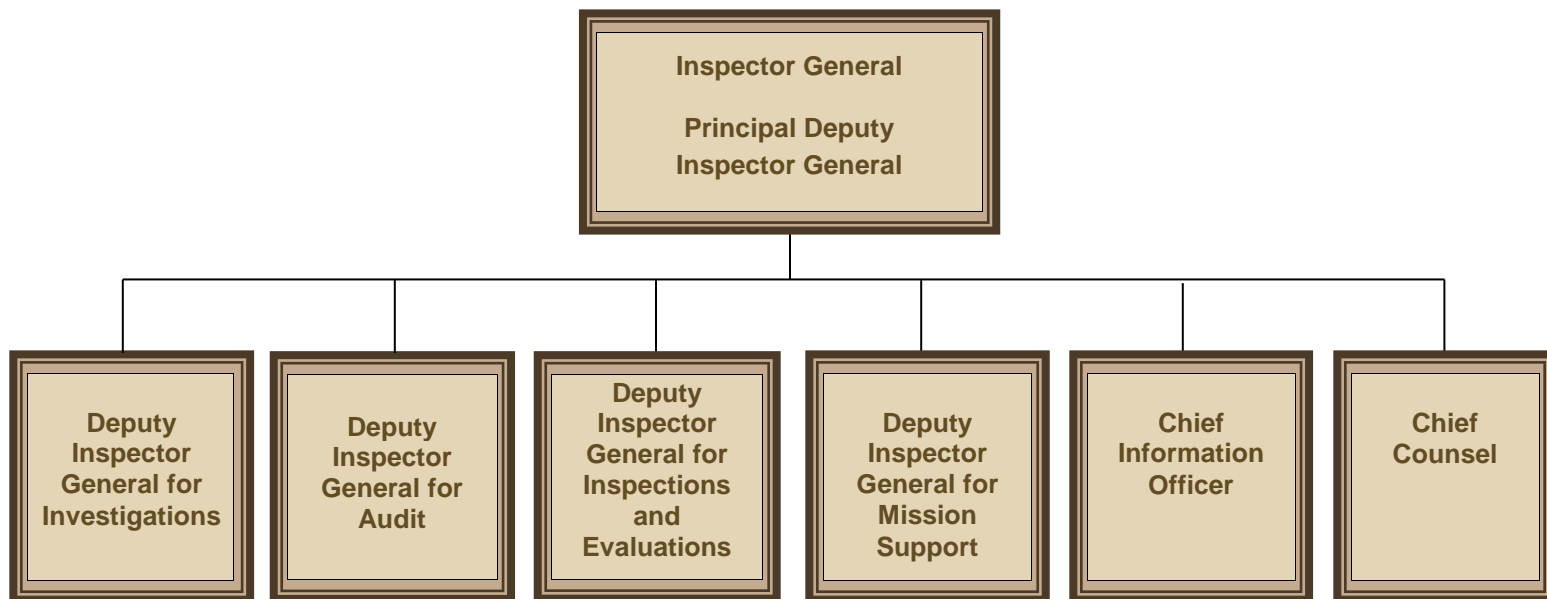 Inspector General
Principal Deputy
Inspector General
Deputy
Inspector
General for
Investigations
Deputy
Inspector
General for
Audit
Deputy
Inspector
General for
Inspections
and
Evaluations
Deputy
Inspector
General for
Mission
Support
Chief
Information
Officer
Chief
Counsel